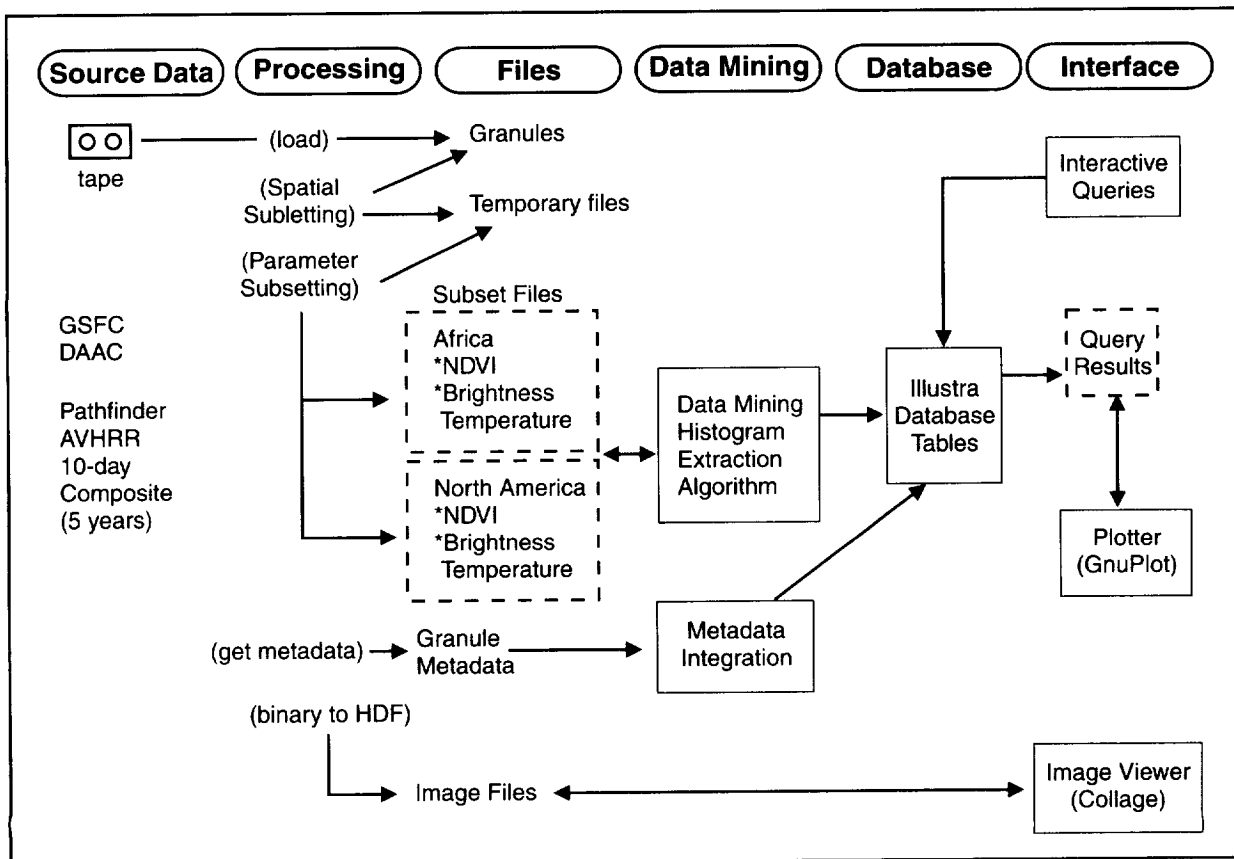 Source Data
Processing
Files
Data Mining
Database
Interface
tape
(load)
Granules
(Spatial
Subletting)
Temporary files
(Parameter
Subsetting)
Interactive
Queries
GSFC
DAAC
Pathfinder
AVHRR
10-day
Composite
(5 years)
Subset Files
Africa
*NDVI
*Brightness
Temperature
North America
*NDVI
*Brightness
Temperature
Data Mining
Histogram
Extraction
Algorithm
Illustra
Database
Tables
Query
Results
Plotter
(GnuPlot)
(get metadata)
Granule
Metadata
Metadata
Integration
(binary to HDF)
Image Files
Image Viewer
(Collage)